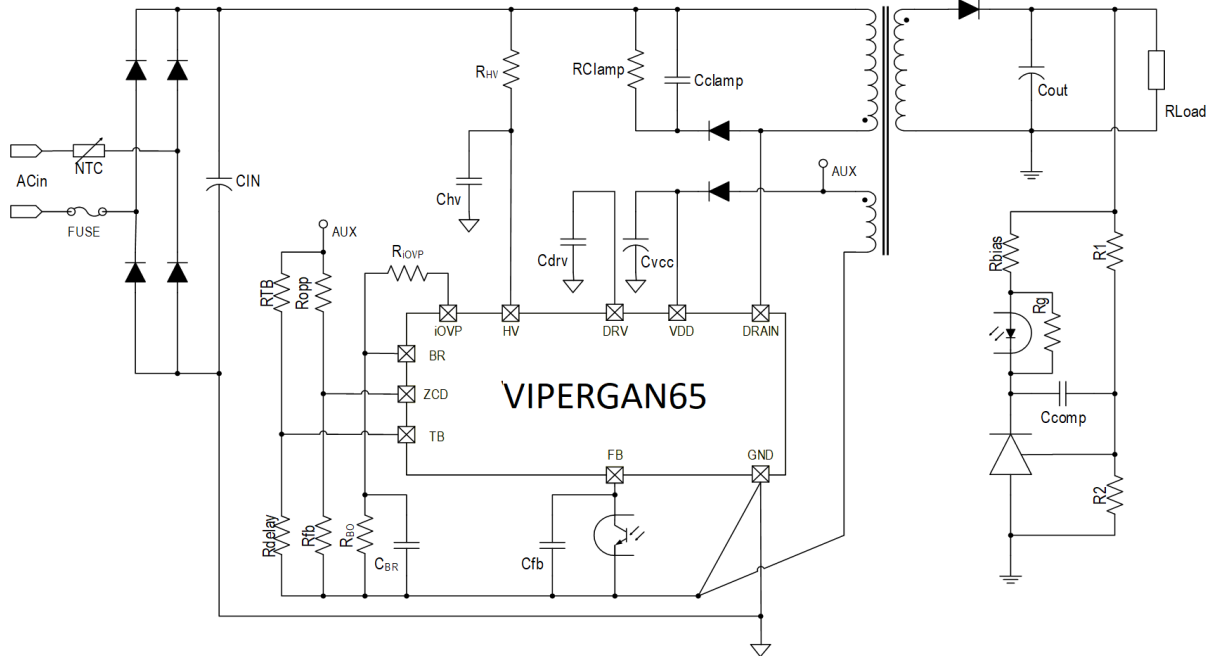 RHV
RClamp
Cclamp
Cout
RLoad
NTC
ACin
CIN
FUSE
Chv
AUX
AUX
RiOVP
Cdrv
Cvcc
Rbias
R1
RTB
Ropp
Rg
iOVP
HV
DRV
VDD
DRAIN
BR
ZCD
TB
VIPERGAN65
Ccomp
FB
GND
R2
Rdelay
Rfb
RBO
CBR
Cfb